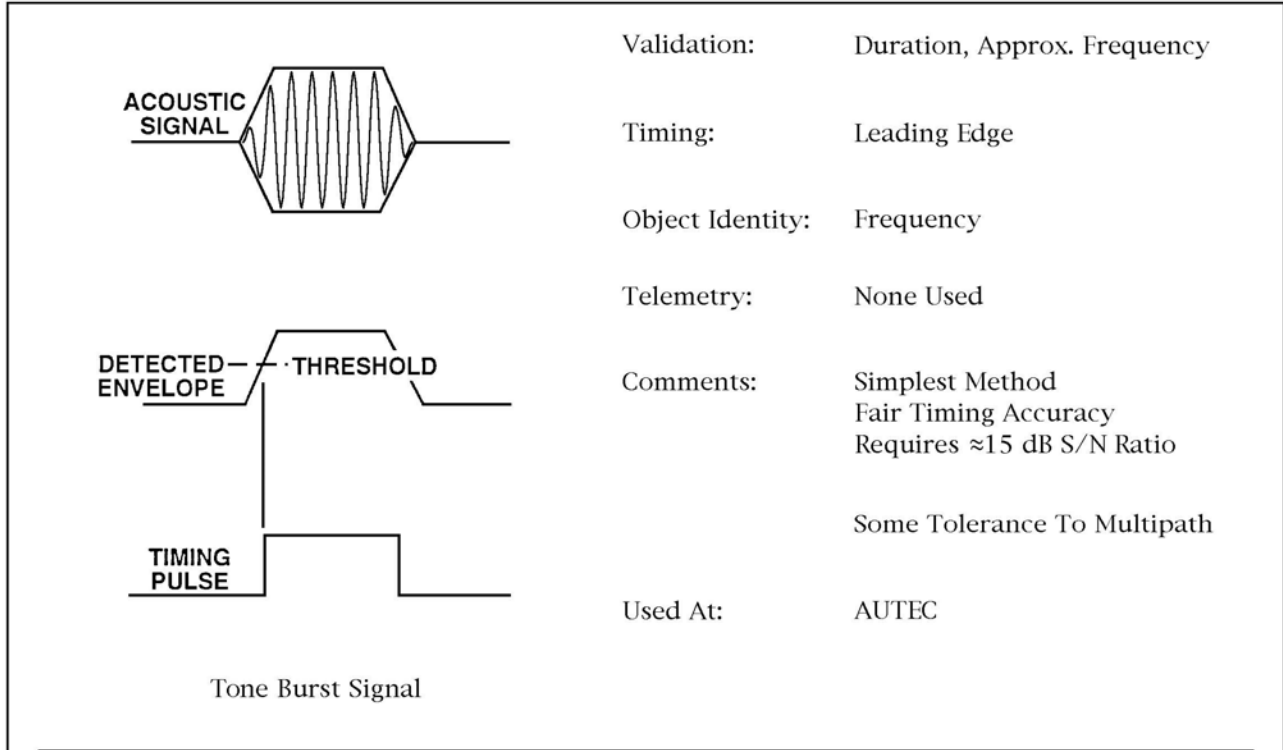 ACOUSTIC
SIGNAL
DETECTED
ENVELOPE
THRESHOLD
TIMING
PULSE
Tone Burst Signal
Validation: Duration, Approx. Frequency
Timing: Leading Edge
Object Identity: Frequency
Telemetry: None Used
Comments: Simplest Method
Fair Timing Accuracy
Requires ≈15 dB S/N Ratio
Some Tolerance To Multipath
Used At: AUTEC